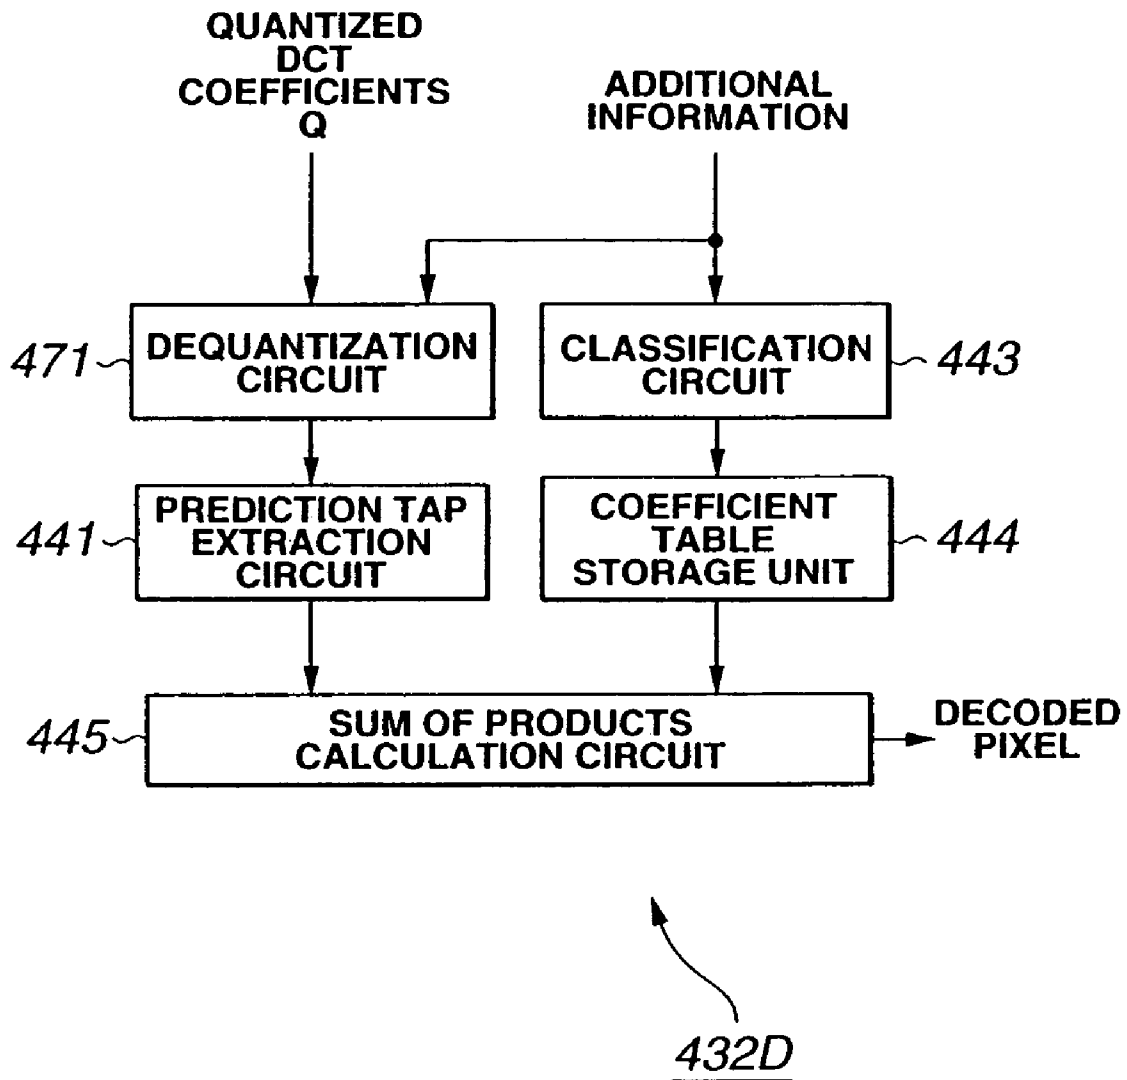 QUANTIZED
DCT
COEFFICIENTS
Q
ADDITIONAL
INFORMATION
471
DEQUANTIZATION
CIRCUIT
CLASSIFICATION
CIRCUIT
443
441
PREDICTION TAP
EXTRACTION
CIRCUIT
COEFFICIENT
TABLE
STORAGE UNIT
444
445
SUM OF PRODUCTS
CALCULATION CIRCUIT
DECODED
PIXEL
432D